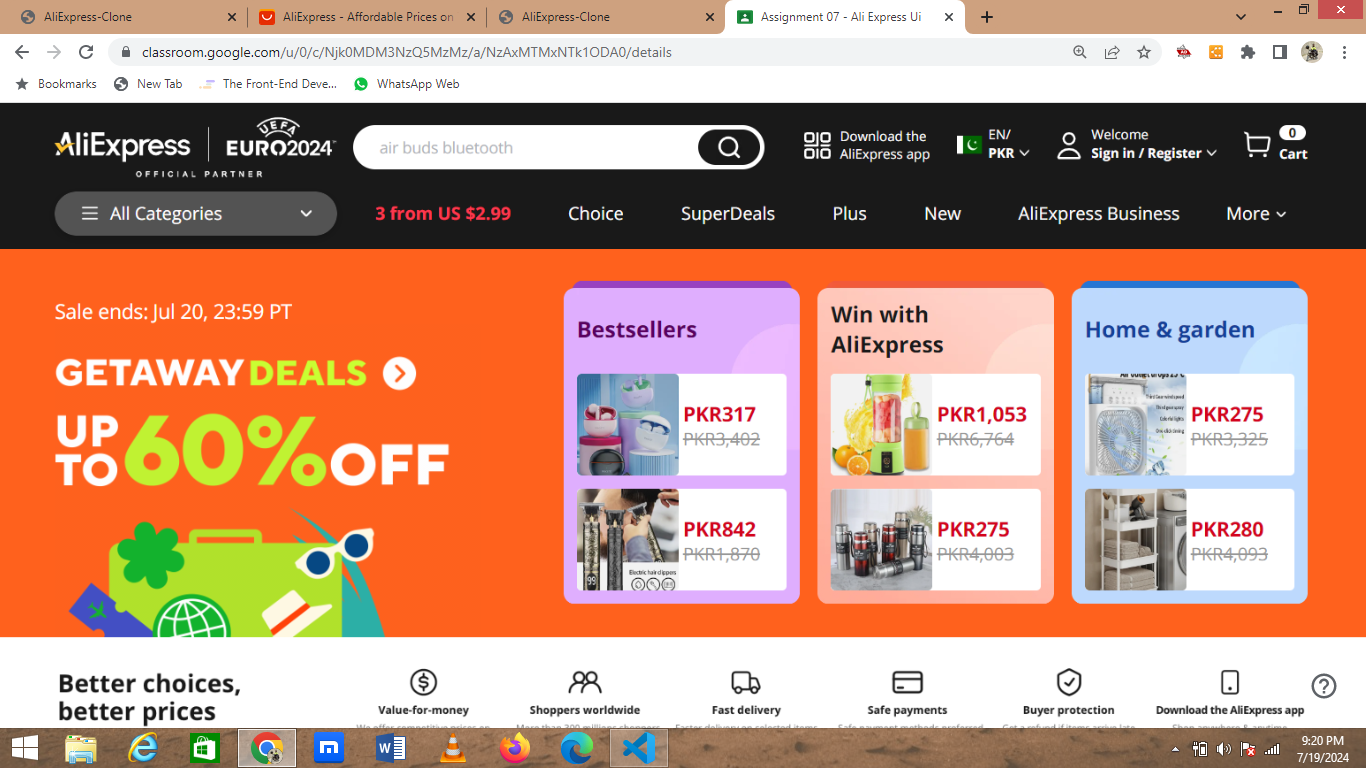 AliExpress-Clone
AliExpress - Affordable Prices on
AliExpress-Clone
Assignment 07 - Ali Express Ui
classroom.google.com/u/0/c/Njk0MDM3NzQ5MzMz/a/NzAxMTMxNTk1ODA0/details
Bookmarks
New Tab
The Front-End Deve...
WhatsApp Web
AliExpress
UEFA
EURO2024
OFFICIAL PARTNER
air buds bluetooth
Download the
AliExpress app
EN/
PKR
Welcome
Sign in / Register
0
Cart
All Categories
3 from US $2.99
Choice
SuperDeals
Plus
New
AliExpress Business
More
Sale ends: Jul 20, 23:59 PT
GETAWAY DEALS
UP TO 60% OFF
Bestsellers
PKR317
PKR3,402
PKR842
PKR1,870
Electric hair clippers
99
Win with
AliExpress
PKR1,053
PKR6,764
PKR275
PKR4,003
Home & garden
PKR275
PKR3,325
PKR280
PKR4,093
Better choices,
better prices
Value-for-money
Shoppers worldwide
Fast delivery
Safe payments
Buyer protection
Download the AliExpress app
9:20 PM
7/19/2024